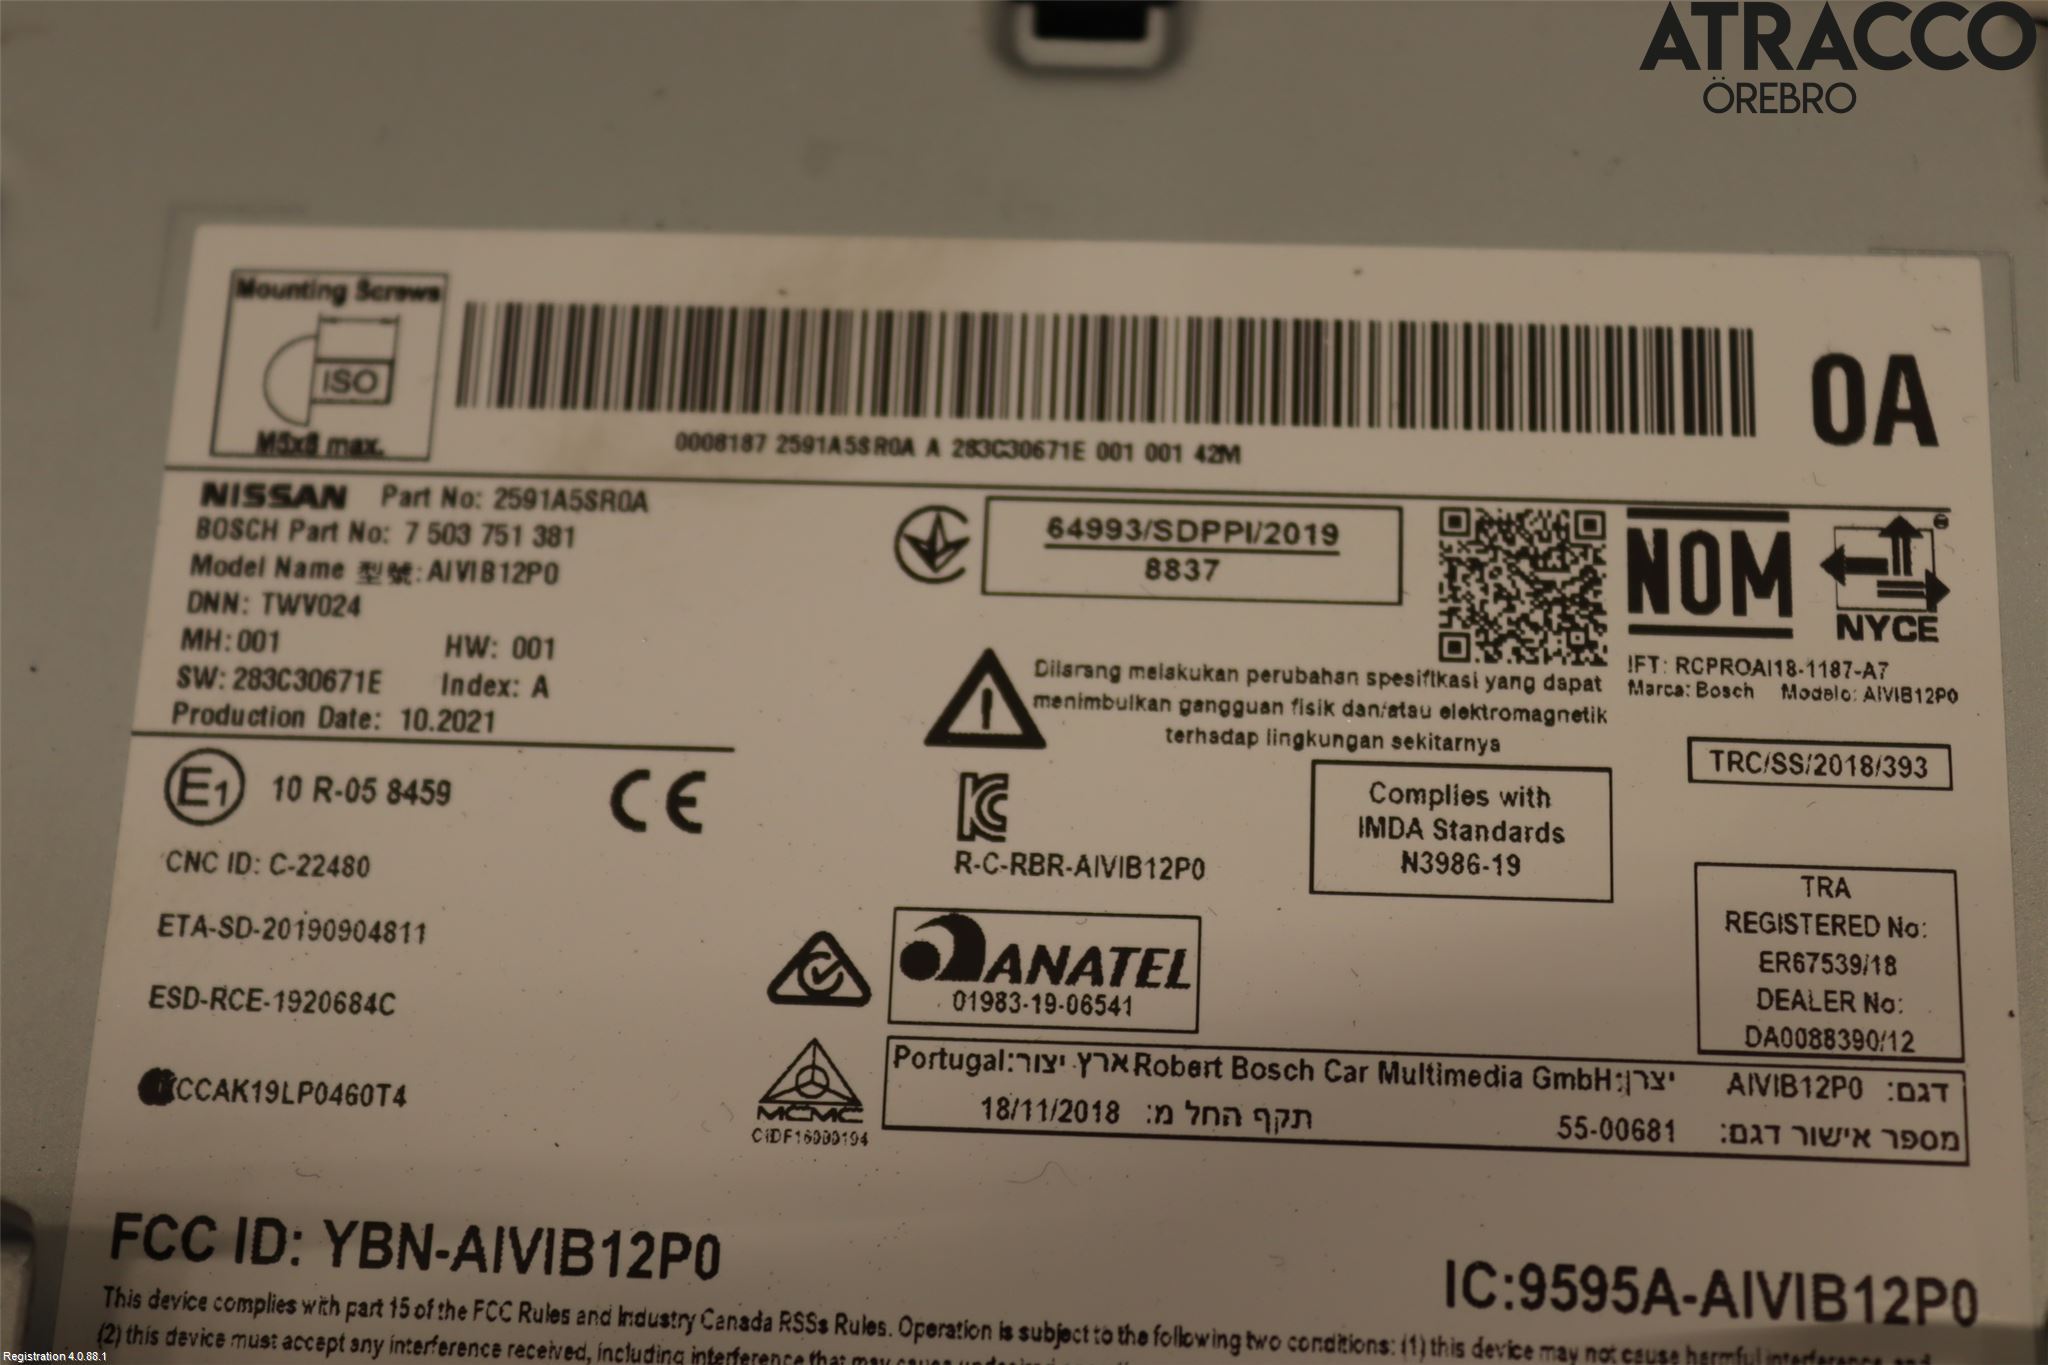 ATRACCO
ÖREBRO
Mounting Screws
ISO
M5x8 max.
0008187 2591A5SR0A A 283C30671E 001 001 42M
0A
NISSAN Part No: 2591A5SR0A
BOSCH Part No: 7 503 751 381
Model Name 型號: AIVIB12P0
DNN: TWV024
MH: 001 HW: 001
SW: 283C30671E Index: A
Production Date: 10.2021
64993/SDPPI/2019
8837
NOM
NYCE
IFT: RCPROAI18-1187-A7
Marca: Bosch Modelo: AIVIB12P0
Dilarang melakukan perubahan spesifikasi yang dapat
menimbulkan gangguan fisik dan/atau elektromagnetik
terhadap lingkungan sekitarnya
TRC/SS/2018/393
E1 10 R-05 8459
CE
R-C-RBR-AIVIB12P0
Complies with
IMDA Standards
N3986-19
CNC ID: C-22480
ETA-SD-20190904811
ESD-RCE-1920684C
CCAK19LP0460T4
ANATEL
01983-19-06541
TRA
REGISTERED No:
ER67539/18
DEALER No:
DA0088390/12
MCMC
CIDF16000194
דגם: AIVIB12P0 יצרן: Robert Bosch Car Multimedia GmbH ארץ יצור: Portugal
מספר אישור דגם: 55-00681 תקף החל מ: 18/11/2018
FCC ID: YBN-AIVIB12P0
IC:9595A-AIVIB12P0
This device complies with part 15 of the FCC Rules and Industry Canada RSSs Rules. Operation is subject to the following two conditions: (1) this device may not cause harmful interference, and
(2) this device must accept any interference received, including interference that may cause
Registration 4.0.88.1